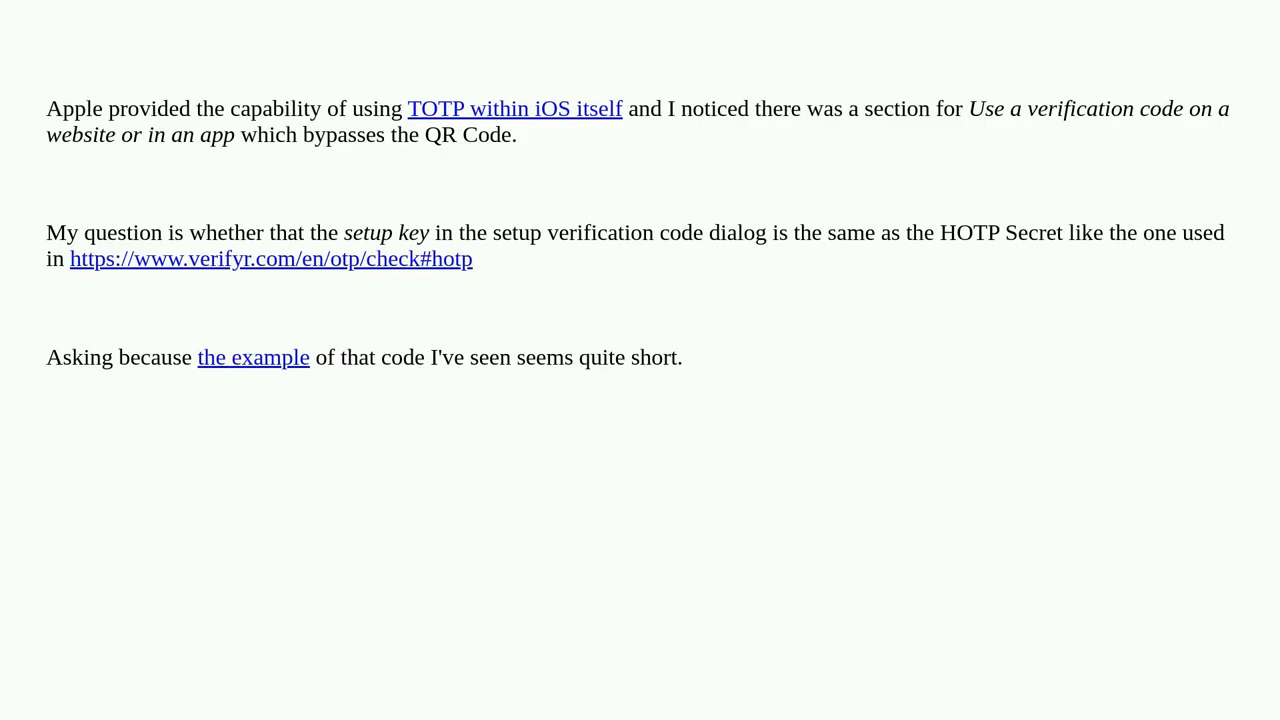 Apple provided the capability of using TOTP within iOS itself and I noticed there was a section for Use a verification code on a
website or in an app which bypasses the QR Code.
My question is whether that the setup key in the setup verification code dialog is the same as the HOTP Secret like the one used
in https://www.verifyr.com/en/otp/check#hotp
Asking because the example of that code I've seen seems quite short.